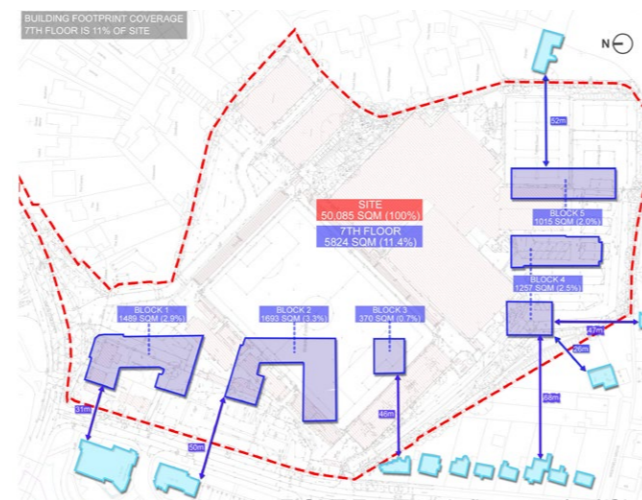 BUILDING FOOTPRINT COVERAGE
7TH FLOOR IS 11% OF SITE
N
52m
SITE
50,085 SQM (100%)
7TH FLOOR
5824 SQM (11.4%)
BLOCK 5
1015 SQM (2.0%)
BLOCK 4
1257 SQM (2.5%)
BLOCK 1
1489 SQM (2.9%)
BLOCK 2
1693 SQM (3.3%)
BLOCK 3
370 SQM (0.7%)
47m
26m
31m
50m
46m
68m